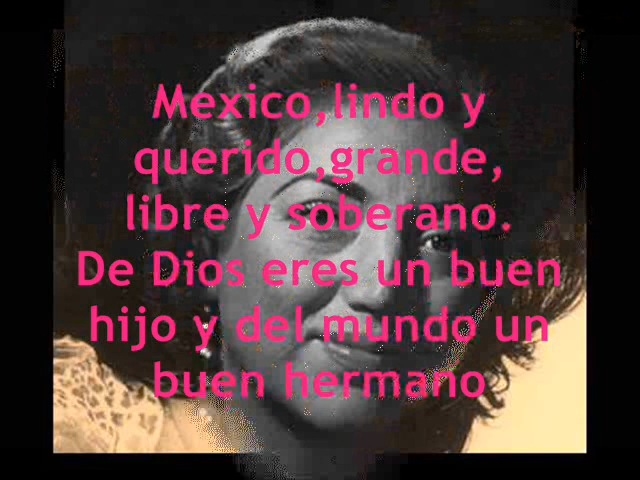 Mexico,lindo y
querido,grande,
libre y soberano.
De Dios eres un buen
hijo y del mundo un
buen hermano